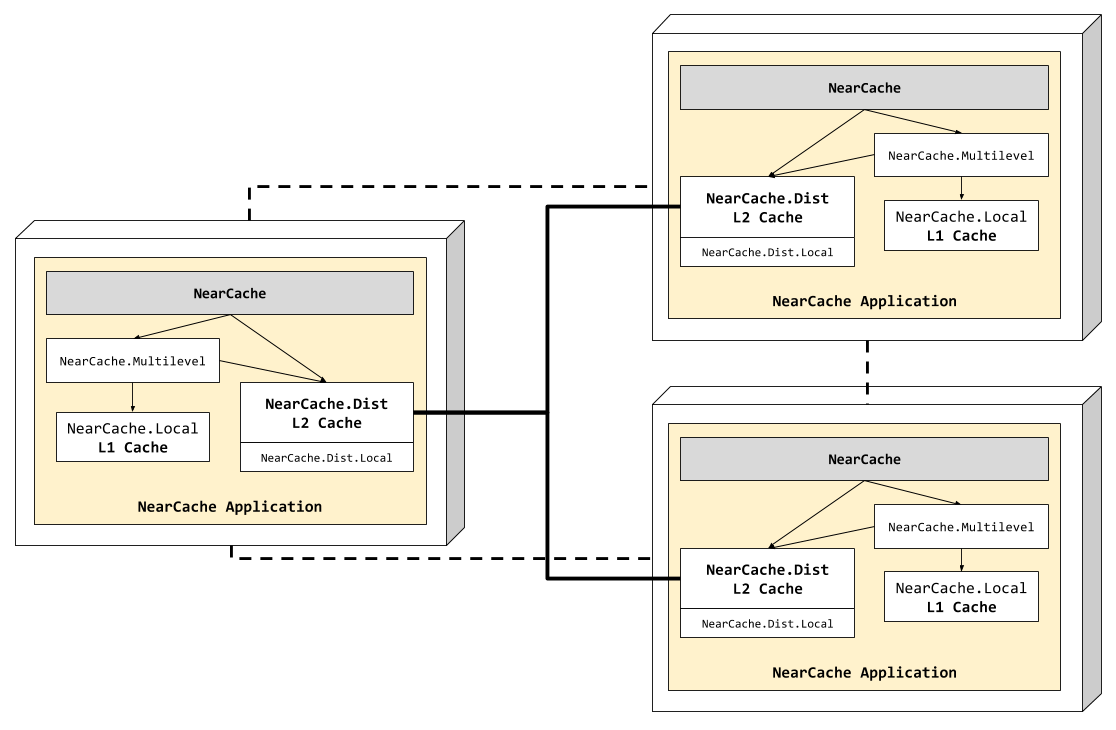 NearCache
NearCache.Multilevel
NearCache.Dist
L2 Cache
NearCache.Local
L1 Cache
NearCache.Dist.Local
NearCache Application
NearCache
NearCache.Multilevel
NearCache.Dist
L2 Cache
NearCache.Local
L1 Cache
NearCache.Dist.Local
NearCache Application
NearCache
NearCache.Multilevel
NearCache.Dist
L2 Cache
NearCache.Local
L1 Cache
NearCache.Dist.Local
NearCache Application